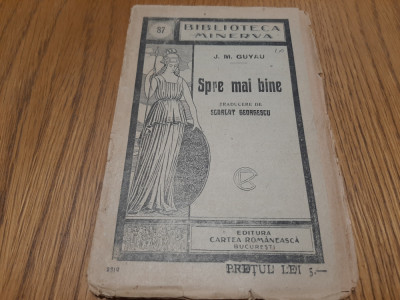 87
BIBLIOTECA
MINERVA
J. M. GUYAU
Spre mai bine
TRADUCERE DE
SCARLAT GEORGESCU
EDITURA
CARTEA ROMÂNEASCĂ
BUCUREȘTI
PREȚUL LEI 5.—